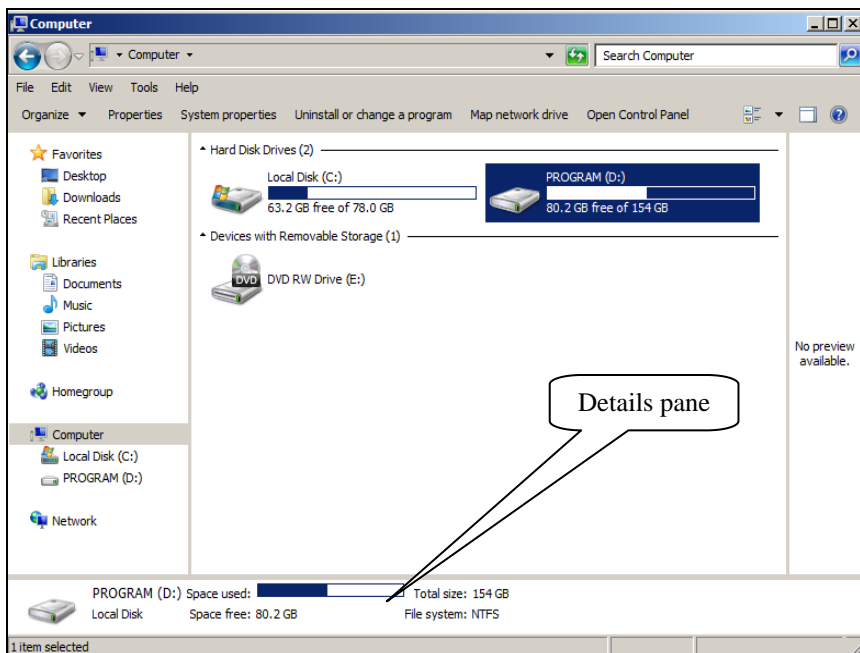 Computer
Computer
Search Computer
File Edit View Tools Help
Organize Properties System properties Uninstall or change a program Map network drive Open Control Panel
Favorites
Desktop
Downloads
Recent Places
Libraries
Documents
Music
Pictures
Videos
Homegroup
Computer
Local Disk (C:)
PROGRAM (D:)
Network
Hard Disk Drives (2)
Local Disk (C:)
63.2 GB free of 78.0 GB
PROGRAM (D:)
80.2 GB free of 154 GB
Devices with Removable Storage (1)
DVD
DVD RW Drive (E:)
No preview
available.
Details pane
PROGRAM (D:) Space used: Total size: 154 GB
Local Disk Space free: 80.2 GB File system: NTFS
1 item selected